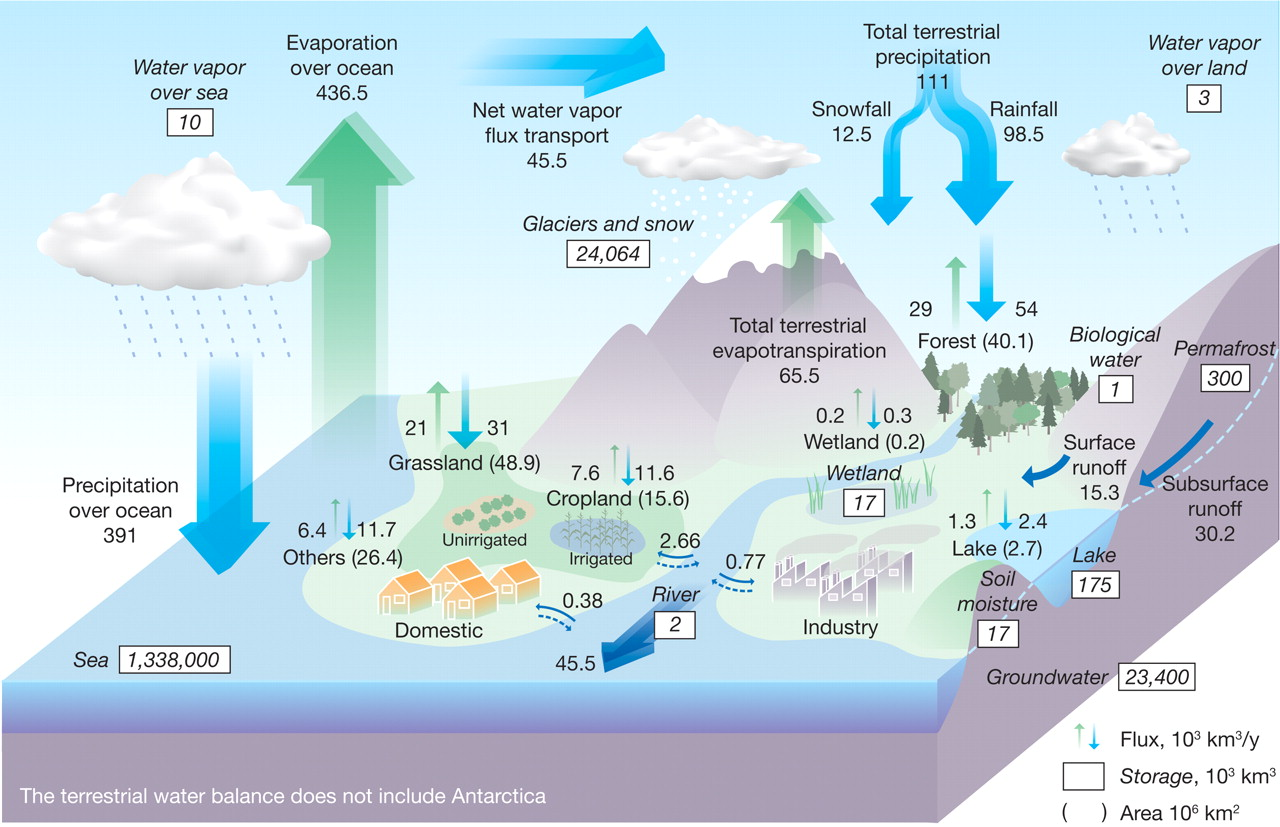 Water vapor
over sea
10
Evaporation
over ocean
436.5
Net water vapor
flux transport
45.5
Total terrestrial
precipitation
111
Snowfall
12.5
Rainfall
98.5
Water vapor
over land
3
Glaciers and snow
24,064
Total terrestrial
evapotranspiration
65.5
29 54
Forest (40.1)
Biological
water
1
Permafrost
300
0.2 0.3
Wetland (0.2)
Wetland
17
21 31
Grassland (48.9)
7.6 11.6
Cropland (15.6)
Unirrigated
Irrigated
Precipitation
over ocean
391
6.4 11.7
Others (26.4)
Surface
runoff
15.3
Subsurface
runoff
30.2
1.3 2.4
Lake (2.7)
Lake
175
Soil
moisture
17
2.66
0.77
0.38
Domestic
River
2
45.5
Industry
Sea 1,338,000
Groundwater 23,400
Flux, 10³ km³/y
Storage, 10³ km³
( ) Area 10⁶ km²
The terrestrial water balance does not include Antarctica